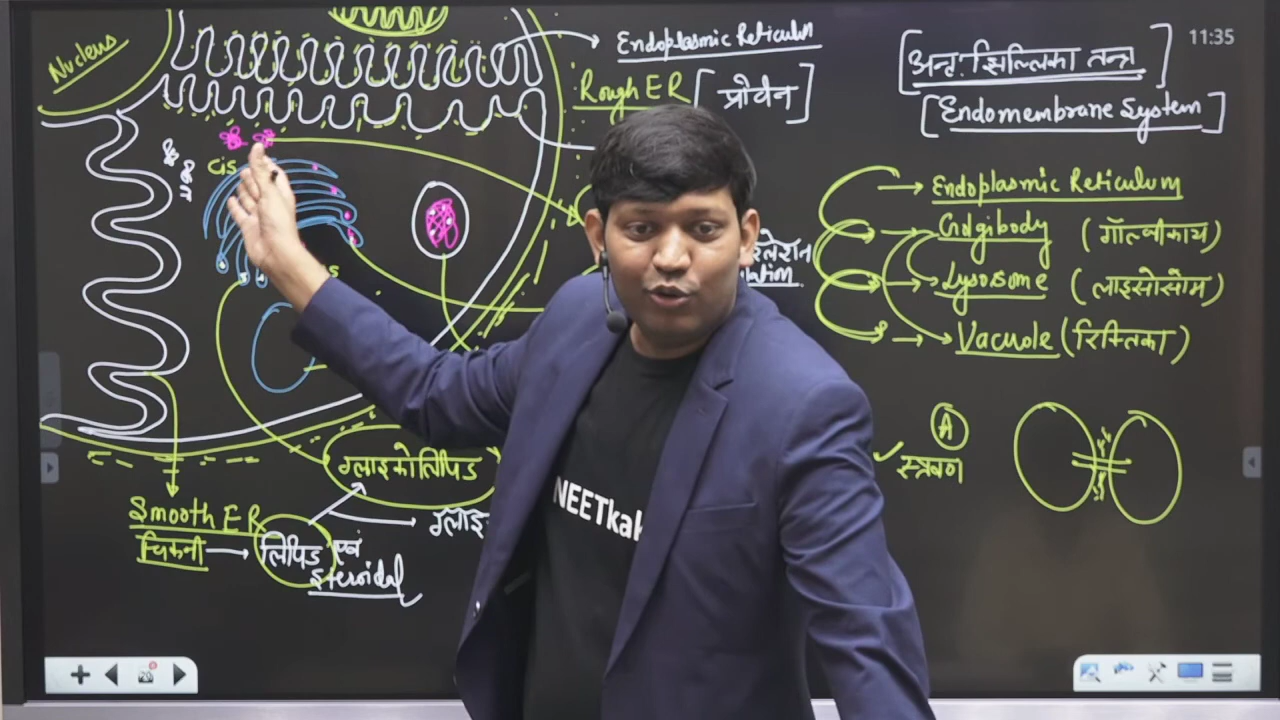 11:35
Nucleus
Endoplasmic Reticulum
Rough ER [प्रोटीन]
[अन्तः झिल्लिका तन्त्र]
[Endomembrane System]
cis
→ Endoplasmic Reticulum
→ Golgibody (गॉल्जीकाय)
→ Lysosome (लाइसोसोम)
→ Vacuole (रिक्तिका)
A
✓ स्त्रवण
ग्लाइकोलिपिड
Smooth ER
चिकनी → लिपिड एवं
steroidal
ग्लाइ
NEETkak
20